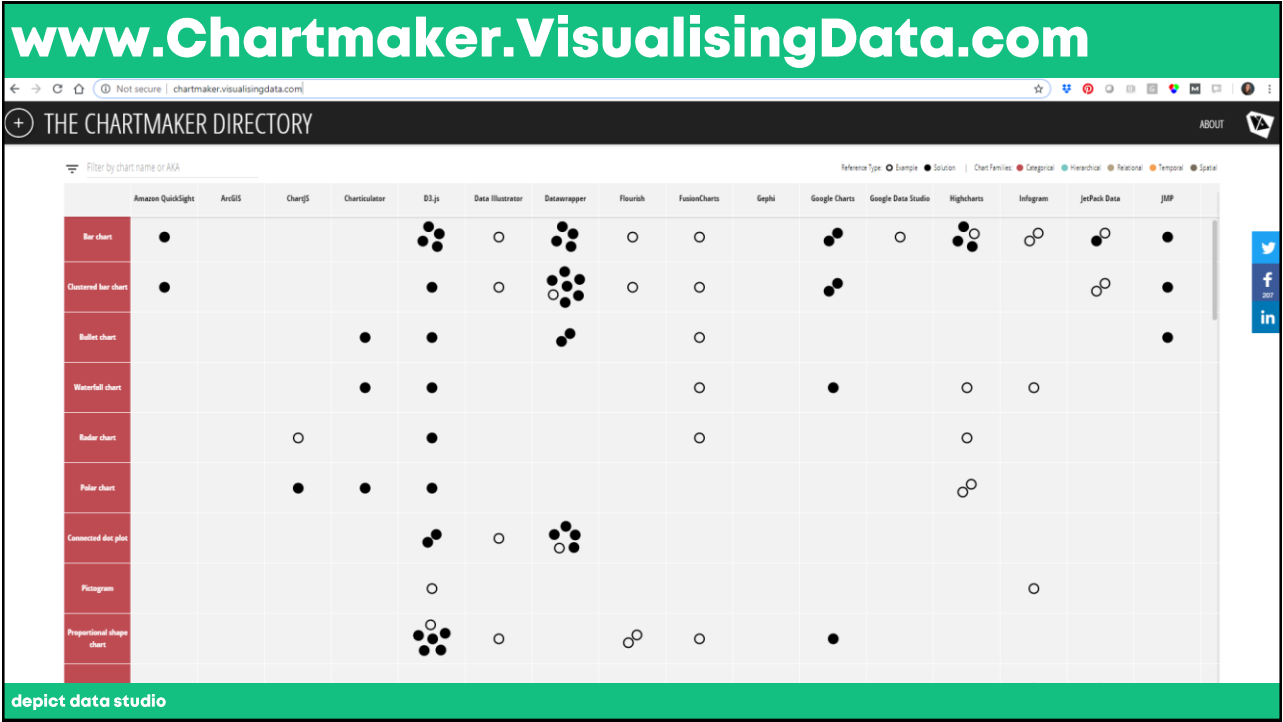 www.Chartmaker.VisualisingData.com
Not secure | chartmaker.visualisingdata.com
THE CHARTMAKER DIRECTORY
ABOUT
Filter by chart name or AKA
Reference Type: Example Solution | Chart Families: Categorical Hierarchical Relational Temporal Spatial
Amazon QuickSight ArcGIS ChartJS Charticulator D3.js Data Illustrator Datawrapper Flourish FusionCharts Gephi Google Charts Google Data Studio Highcharts Infogram JetPack Data JMP
Bar chart
Clustered bar chart
f
207
in
Bullet chart
Waterfall chart
Radar chart
Polar chart
Connected dot plot
Pictogram
Proportional shape
chart
depict data studio